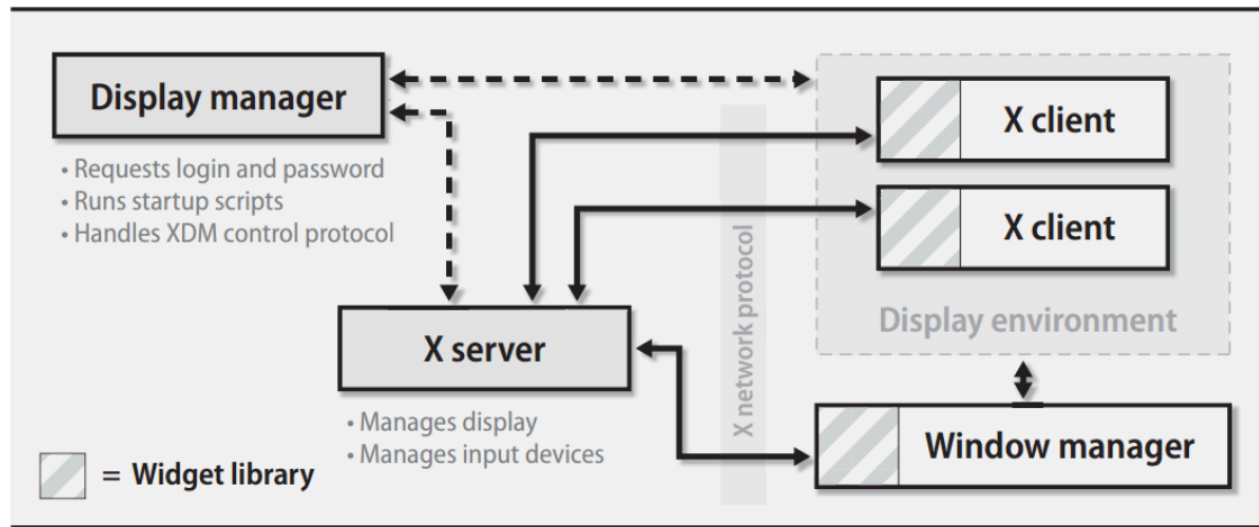 Display manager
• Requests login and password
• Runs startup scripts
• Handles XDM control protocol
X client
X client
Display environment
X server
• Manages display
• Manages input devices
X network protocol
Window manager
= Widget library